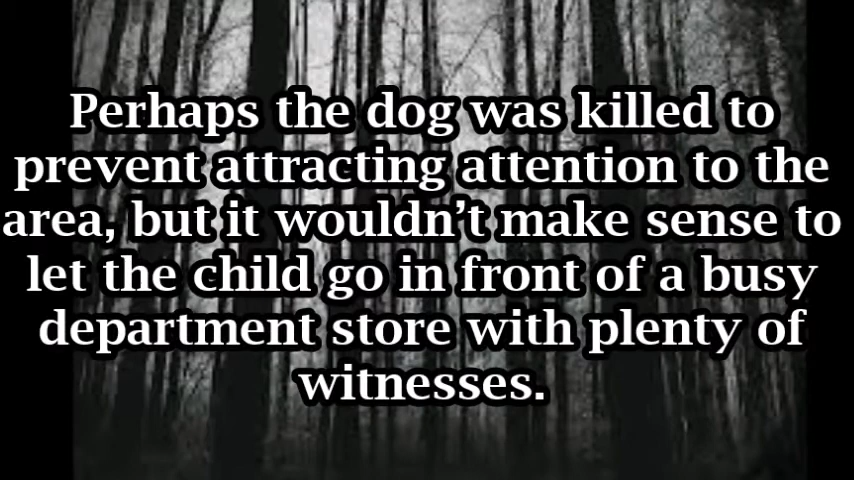 Perhaps the dog was killed to
prevent attracting attention to the
area, but it wouldn’t make sense to
let the child go in front of a busy
department store with plenty of
witnesses.